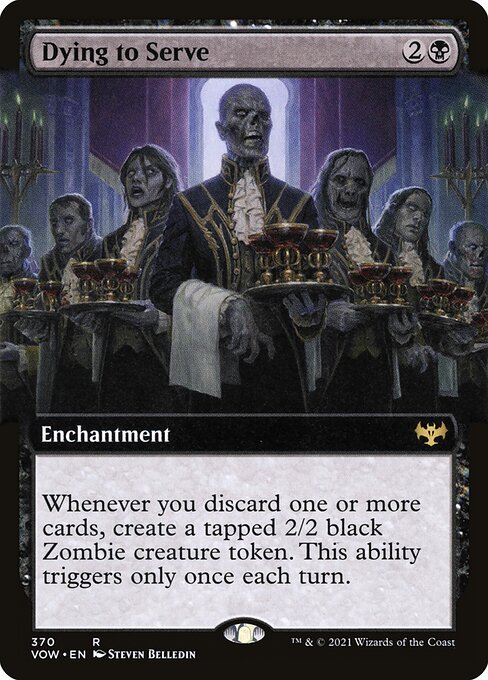 Dying to Serve 2
Enchantment
Whenever you discard one or more
cards, create a tapped 2/2 black
Zombie creature token. This ability
triggers only once each turn.
370 R
VOW • EN Steven Belledin
™ & © 2021 Wizards of the Coast